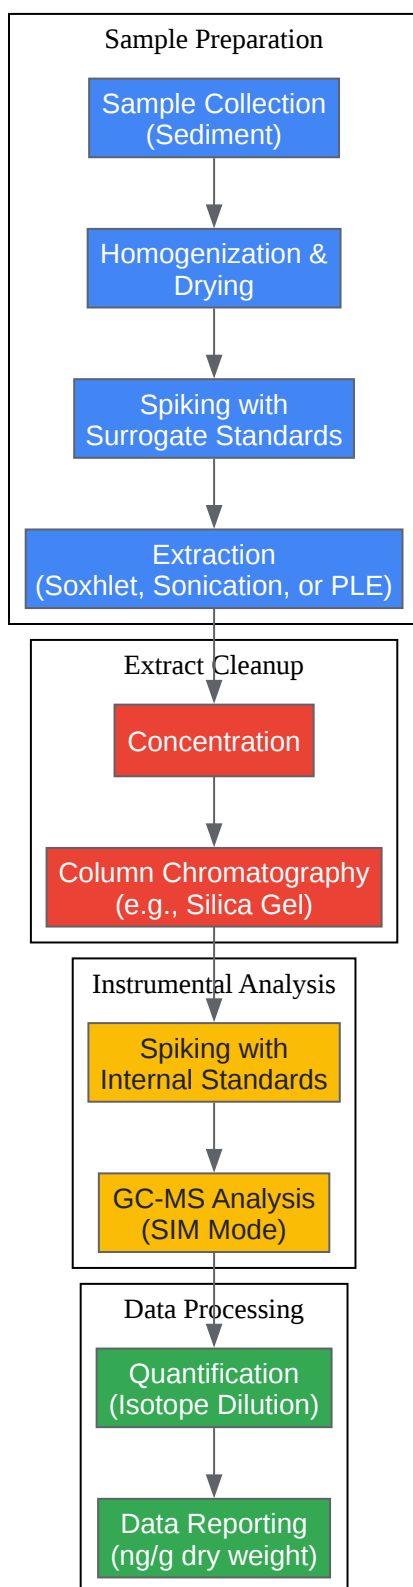 Sample Preparation
Sample Collection
(Sediment)
Homogenization &
Drying
Spiking with
Surrogate Standards
Extraction
(Soxhlet, Sonication, or PLE)
Extract Cleanup
Concentration
Column Chromatography
(e.g., Silica Gel)
Instrumental Analysis
Spiking with
Internal Standards
GC-MS Analysis
(SIM Mode)
Data Processing
Quantification
(Isotope Dilution)
Data Reporting
(ng/g dry weight)